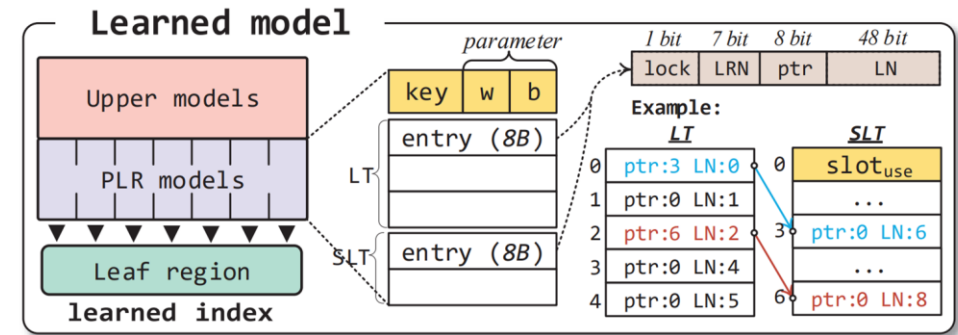 Learned model
Upper models
PLR models
Leaf region
learned index
parameter
key w b
LT
entry (8B)
SLT
entry (8B)
1 bit 7 bit 8 bit 48 bit
lock LRN ptr LN
Example:
LT
0 ptr:3 LN:0
1 ptr:0 LN:1
2 ptr:6 LN:2
3 ptr:0 LN:4
4 ptr:0 LN:5
SLT
0 slotuse
...
3 ptr:0 LN:6
...
6 ptr:0 LN:8